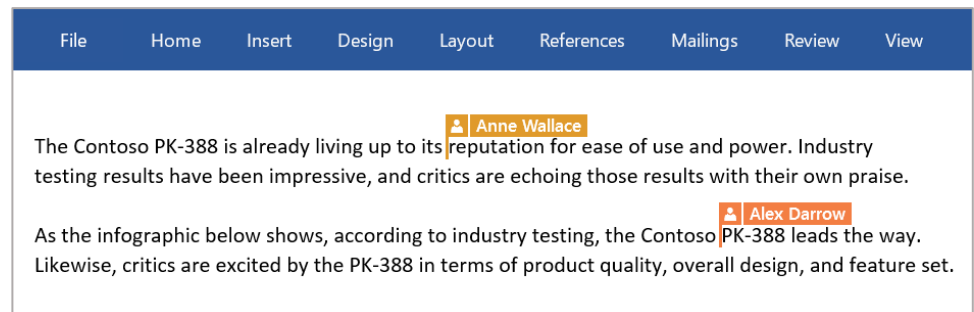 File Home Insert Design Layout References Mailings Review View
Anne Wallace
The Contoso PK-388 is already living up to its reputation for ease of use and power. Industry
testing results have been impressive, and critics are echoing those results with their own praise.
Alex Darrow
As the infographic below shows, according to industry testing, the Contoso PK-388 leads the way.
Likewise, critics are excited by the PK-388 in terms of product quality, overall design, and feature set.